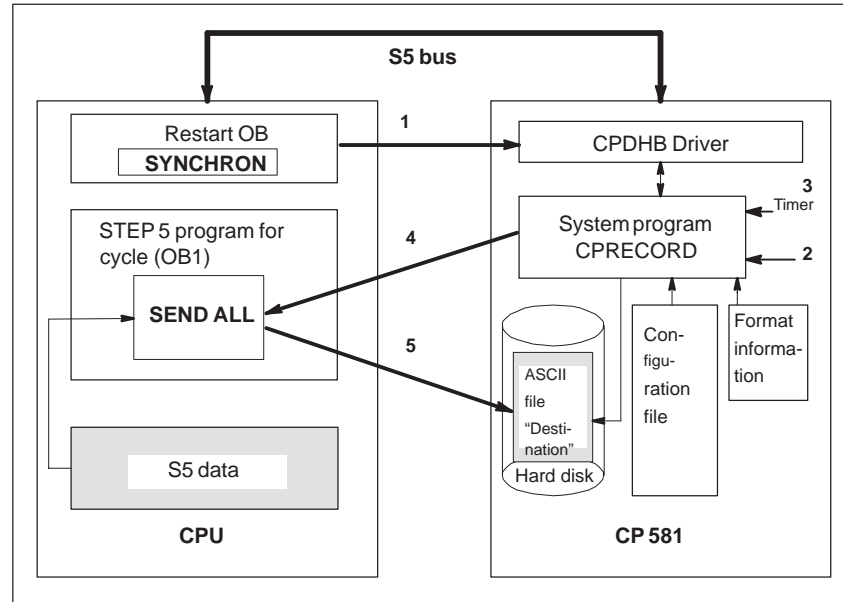 S5 bus
Restart OB
SYNCHRON
1
CPDHB Driver
3
Timer
STEP 5 program for
cycle (OB1)
4
System program
CPRECORD
2
SEND ALL
5
ASCII
file
“Desti-
nation”
Hard disk
Con-
figu-
ration
file
Format
informa-
tion
S5 data
CPU
CP 581